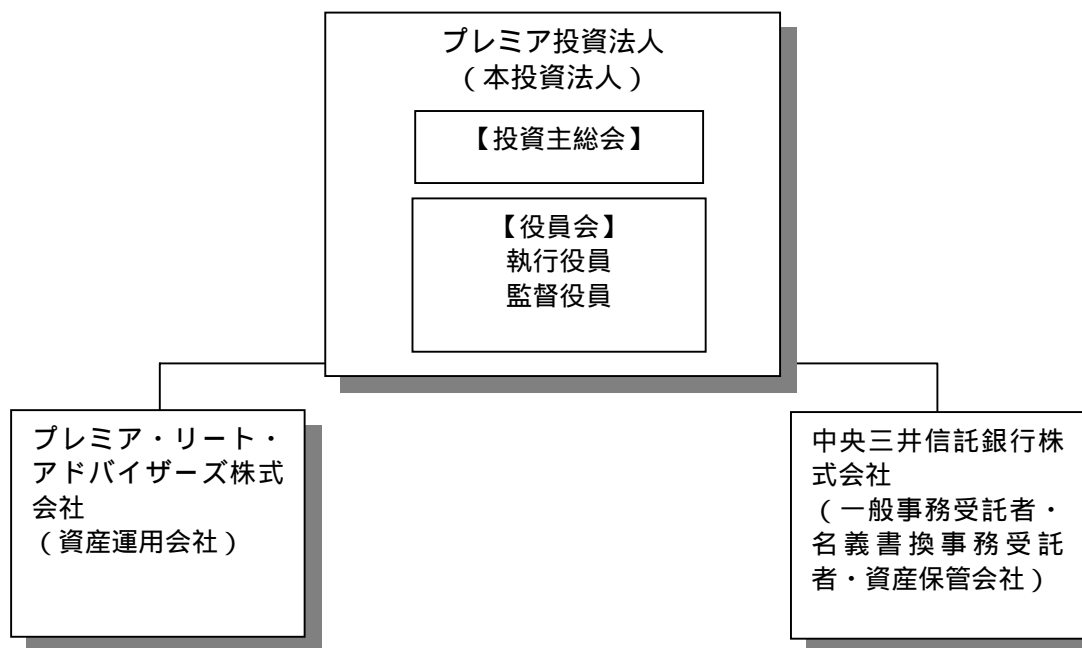 プレミア投資法人
（本投資法人）
【投資主総会】
【役員会】
執行役員
監督役員
プレミア・リート・
アドバイザーズ株式
会社
（資産運用会社）
中央三井信託銀行株
式会社
（一般事務受託者・
名義書換事務受託
者・資産保管会社）